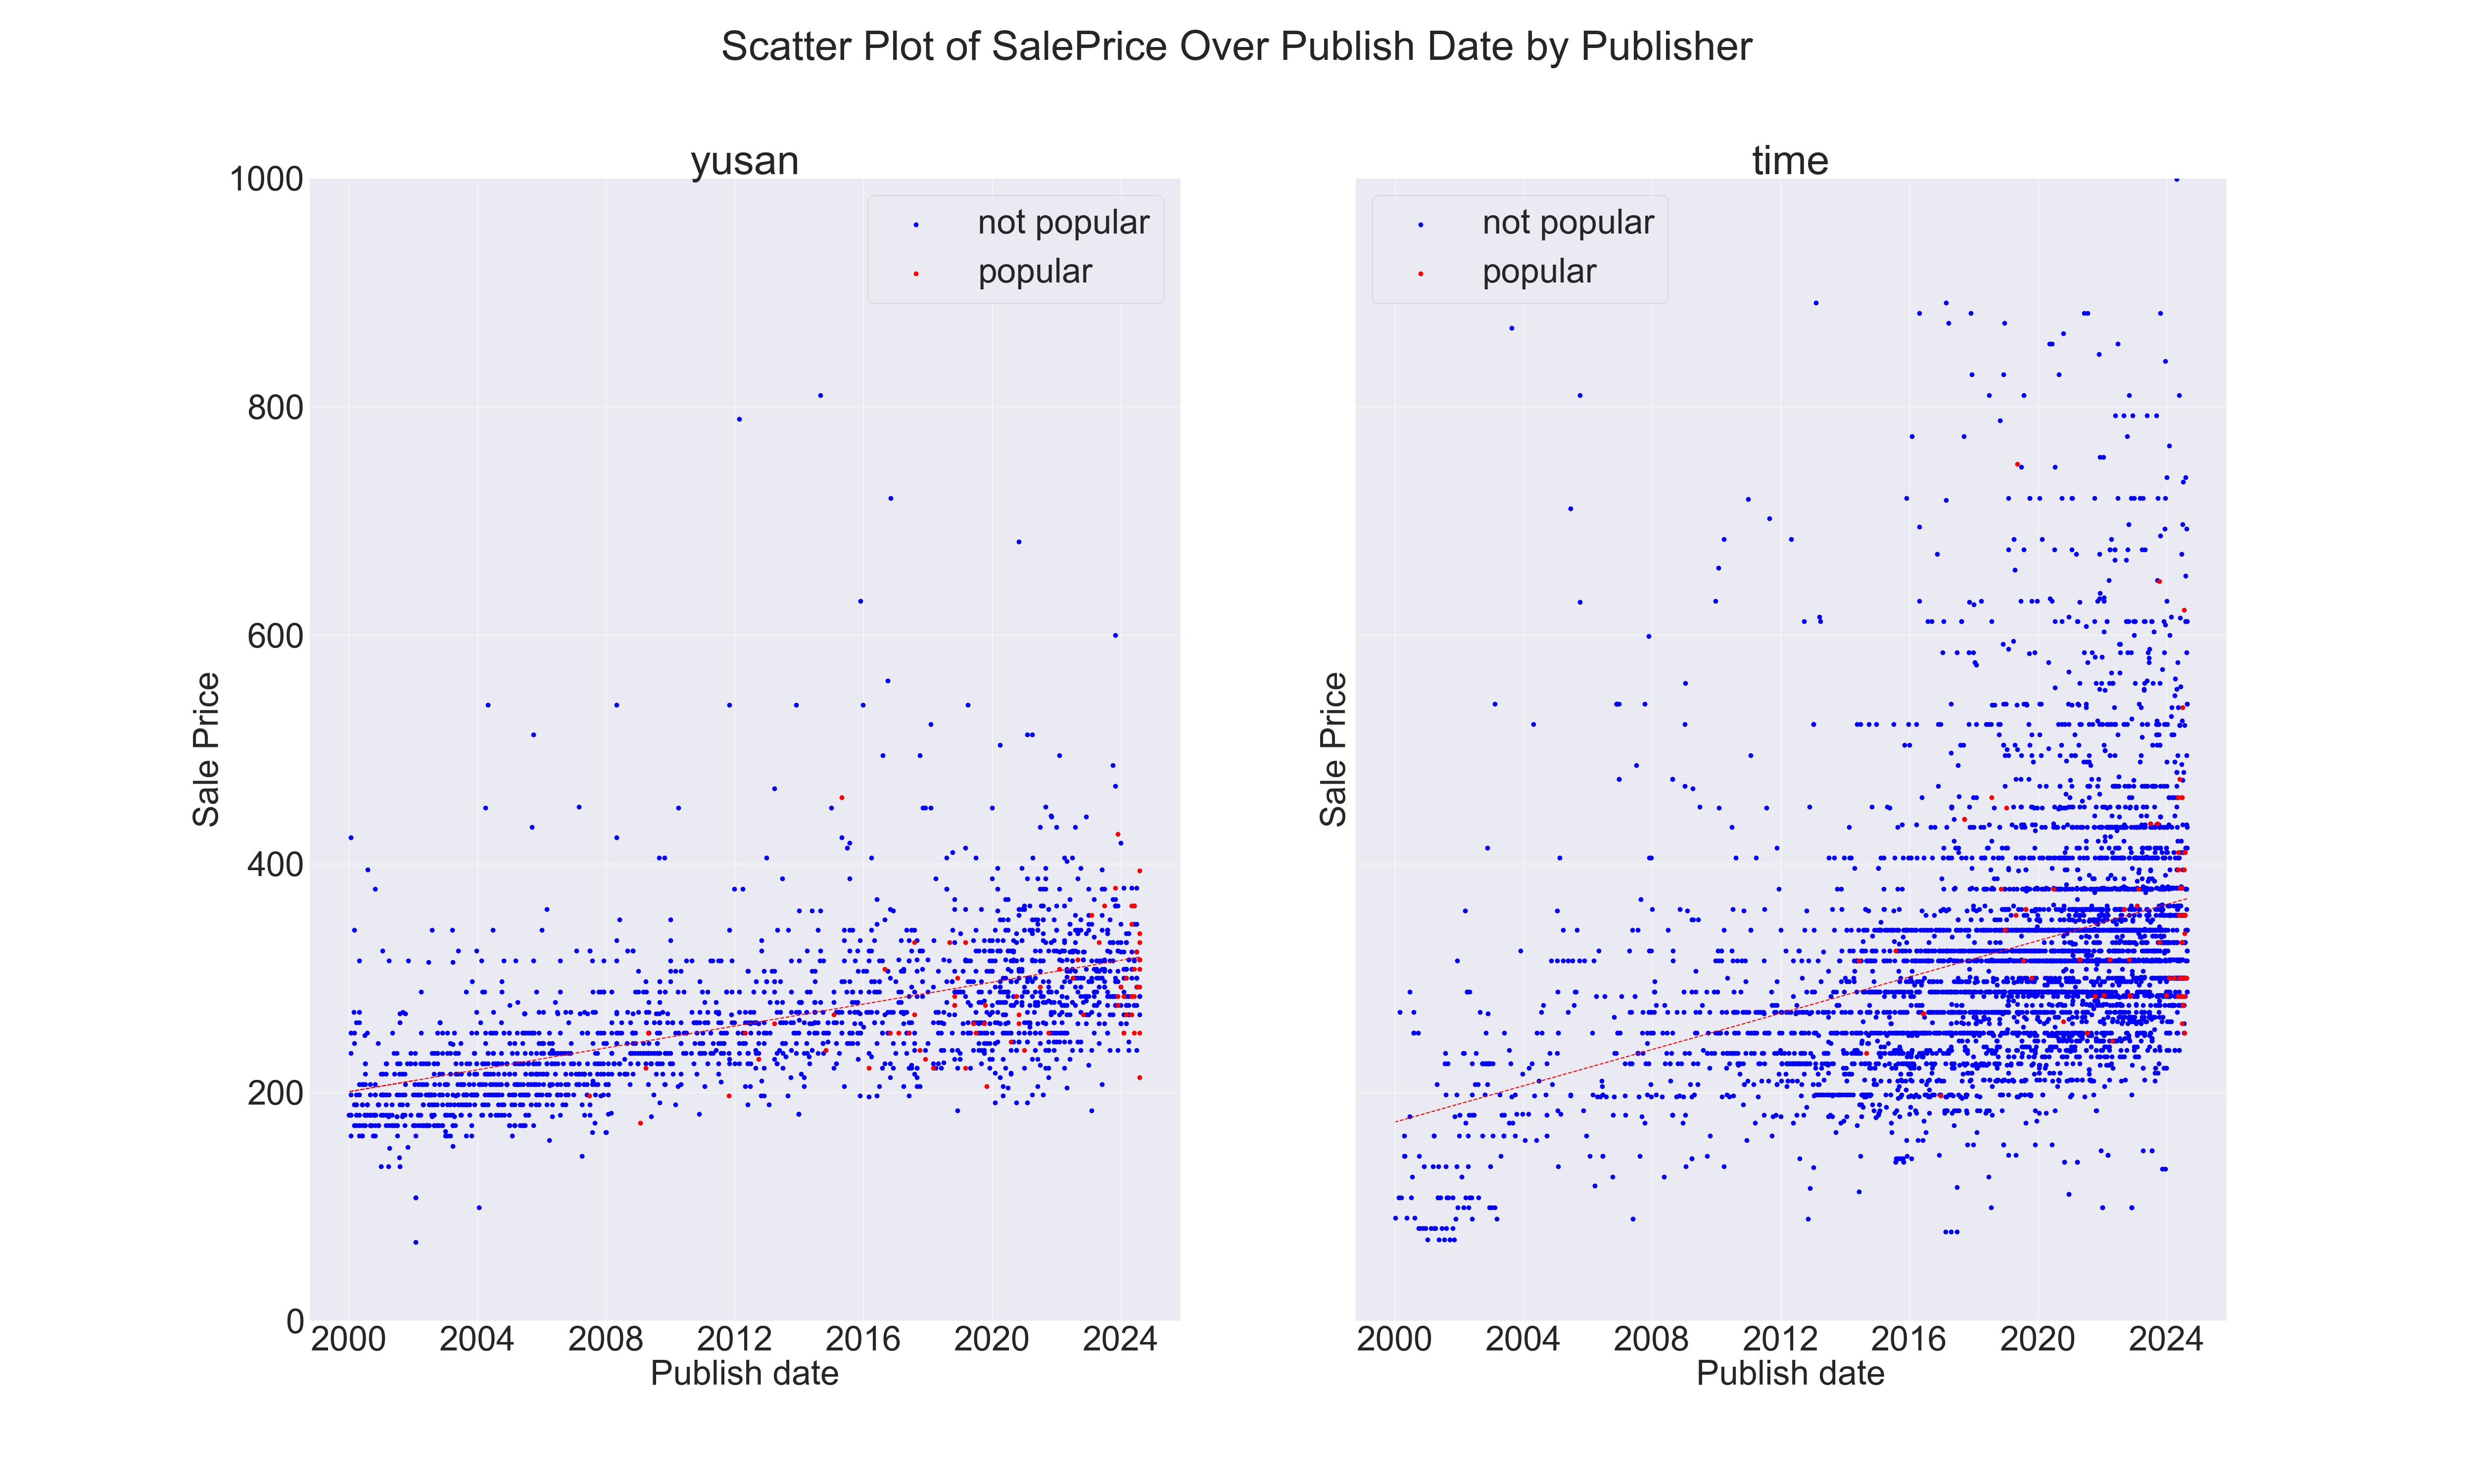 Scatter Plot of SalePrice Over Publish Date by Publisher
yusan
1000
800
600
400
200
0
Sale Price
not popular
popular
2000 2004 2008 2012 2016 2020 2024
Publish date
time
not popular
popular
Sale Price
2000 2004 2008 2012 2016 2020 2024
Publish date